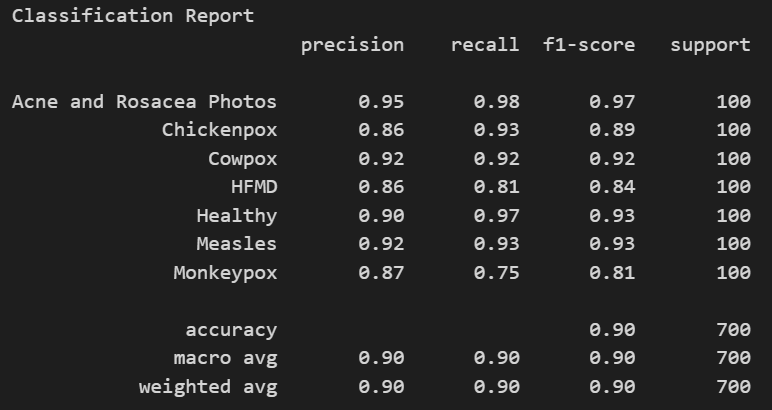 Classification Report
precision recall f1-score support
Acne and Rosacea Photos 0.95 0.98 0.97 100
Chickenpox 0.86 0.93 0.89 100
Cowpox 0.92 0.92 0.92 100
HFMD 0.86 0.81 0.84 100
Healthy 0.90 0.97 0.93 100
Measles 0.92 0.93 0.93 100
Monkeypox 0.87 0.75 0.81 100
accuracy 0.90 700
macro avg 0.90 0.90 0.90 700
weighted avg 0.90 0.90 0.90 700